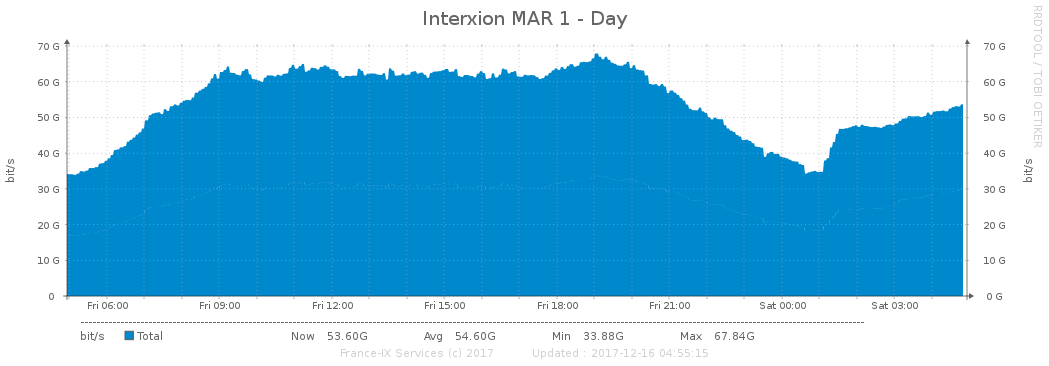 Interxion MAR 1 - Day
RRDTOOL / TOBI OETIKER
70 G 70 G
60 G 60 G
50 G 50 G
40 G 40 G
30 G 30 G
20 G 20 G
10 G 10 G
0 0 G
bit/s bit/s
Fri 06:00 Fri 09:00 Fri 12:00 Fri 15:00 Fri 18:00 Fri 21:00 Sat 00:00 Sat 03:00
bit/s Total Now 53.60G Avg 54.60G Min 33.88G Max 67.84G
France-IX Services (c) 2017 Updated : 2017-12-16 04:55:15